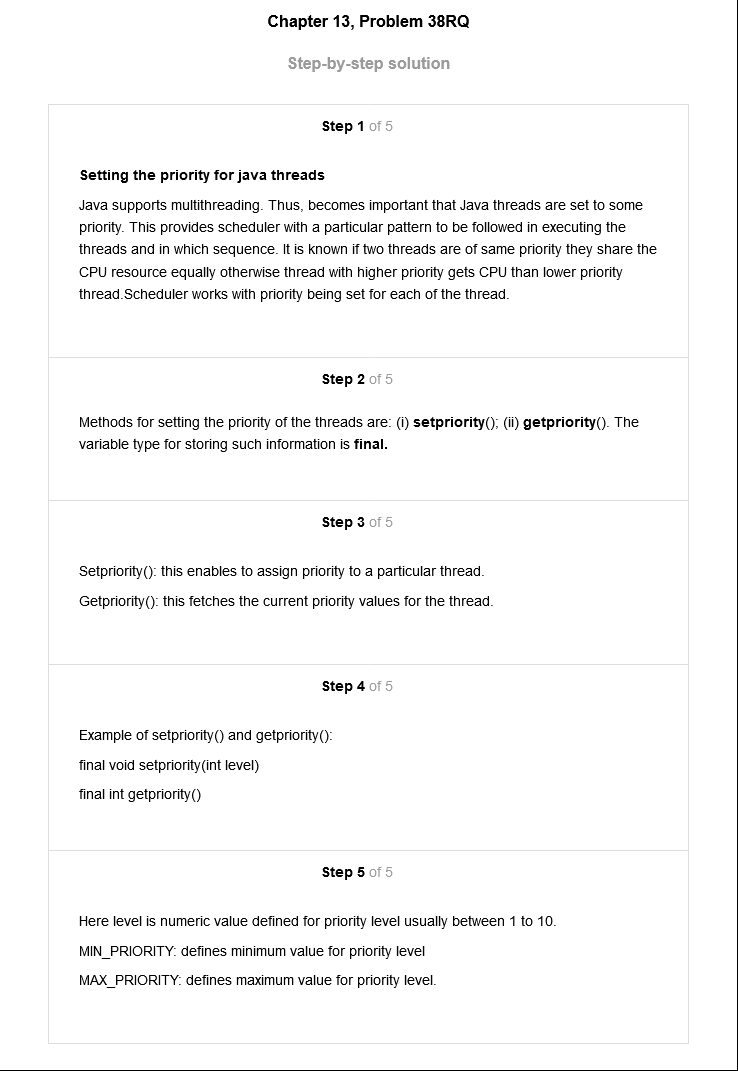 Chapter 13, Problem 38RQ
Step-by-step solution
Step 1 of 5
Setting the priority for java threads
Java supports multithreading. Thus, becomes important that Java threads are set to some
priority. This provides scheduler with a particular pattern to be followed in executing the
threads and in which sequence. It is known if two threads are of same priority they share the
CPU resource equally otherwise thread with higher priority gets CPU than lower priority
thread.Scheduler works with priority being set for each of the thread.
Step 2 of 5
Methods for setting the priority of the threads are: (i) setpriority(); (ii) getpriority(). The
variable type for storing such information is final.
Step 3 of 5
Setpriority(): this enables to assign priority to a particular thread.
Getpriority(): this fetches the current priority values for the thread.
Step 4 of 5
Example of setpriority() and getpriority():
final void setpriority(int level)
final int getpriority()
Step 5 of 5
Here level is numeric value defined for priority level usually between 1 to 10.
MIN_PRIORITY: defines minimum value for priority level
MAX_PRIORITY: defines maximum value for priority level.